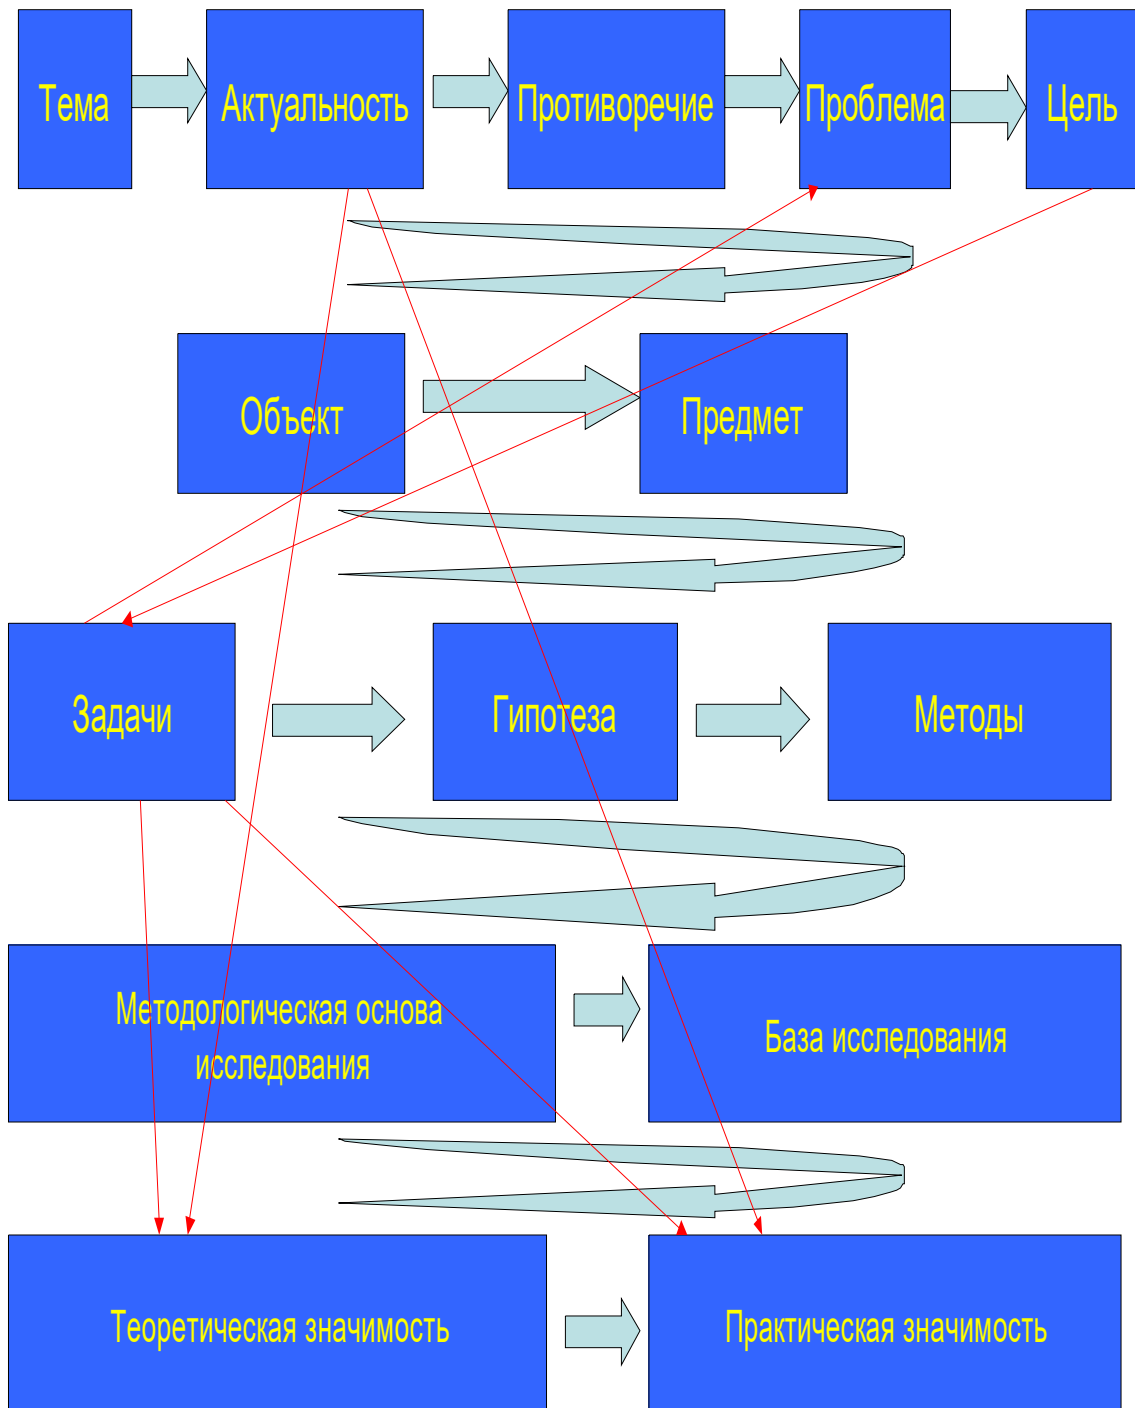 Тема
Актуальность
Противоречие
Проблема
Цель
Объект
Предмет
Задачи
Гипотеза
Методы
Методологическая основа
исследования
База исследования
Теоретическая значимость
Практическая значимость